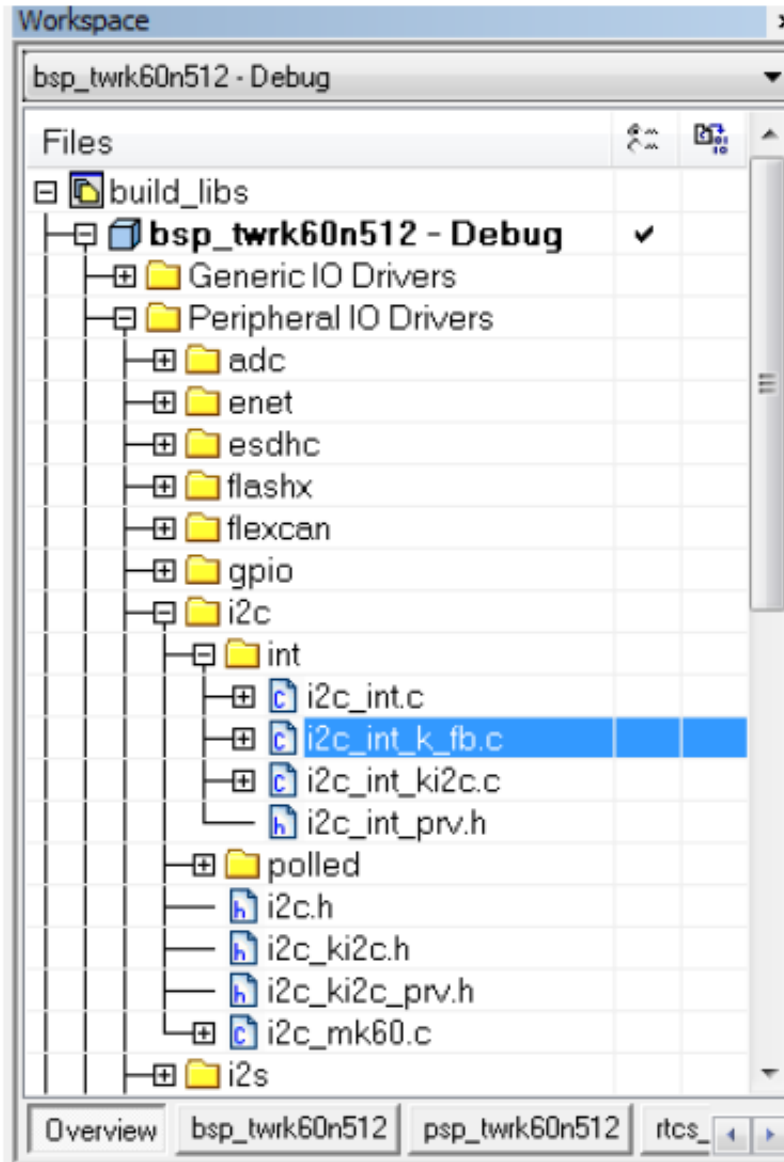 Workspace
bsp_twrk60n512 - Debug
Files
build_libs
bsp_twrk60n512 - Debug
Generic IO Drivers
Peripheral IO Drivers
adc
enet
esdhc
flashx
flexcan
gpio
i2c
int
i2c_int.c
i2c_int_k_fb.c
i2c_int_ki2c.c
i2c_int_prv.h
polled
i2c.h
i2c_ki2c.h
i2c_ki2c_prv.h
i2c_mk60.c
i2s
Overview bsp_twrk60n512 psp_twrk60n512 rtcs_